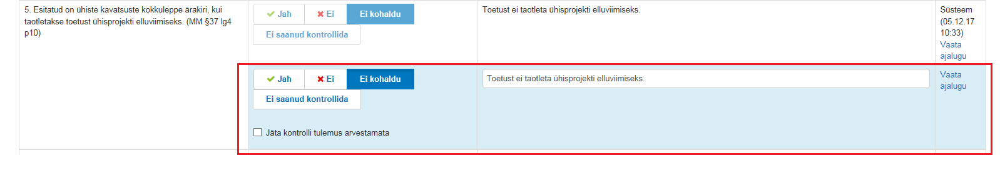 5. Esitatud on ühiste kavatsuste kokkuleppe ärakiri, kui
taotletakse toetust ühisprojekti elluviimiseks. (MM §37 lg4
p10)
Jah
Ei
Ei kohaldu
Ei saanud kontrollida
Toetust ei taotleta ühisprojekti elluviimiseks.
Süsteem
(05.12.17
10:33)
Vaata
ajalugu
Jah
Ei
Ei kohaldu
Ei saanud kontrollida
Jäta kontrolli tulemus arvestamata
Toetust ei taotleta ühisprojekti elluviimiseks.
Vaata
ajalugu